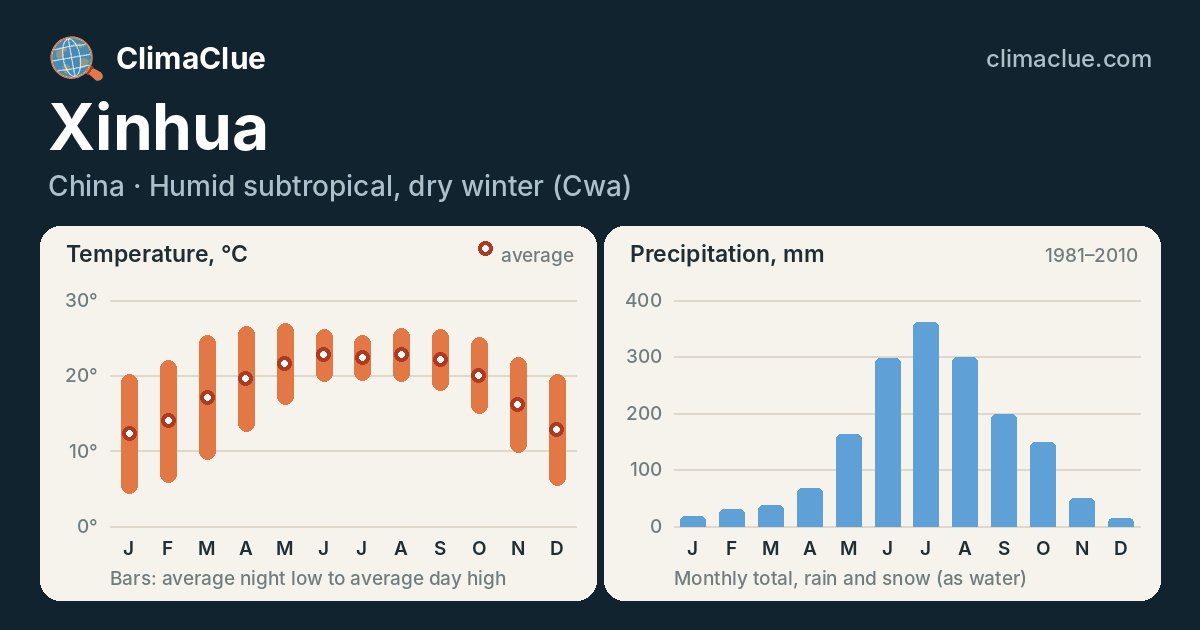 ClimaClue
climaclue.com
Xinhua
China · Humid subtropical, dry winter (Cwa)
Temperature, °C
average
30°
20°
10°
0°
J F M A M J J A S O N D
Bars: average night low to average day high
Precipitation, mm
1981–2010
400
300
200
100
0
J F M A M J J A S O N D
Monthly total, rain and snow (as water)